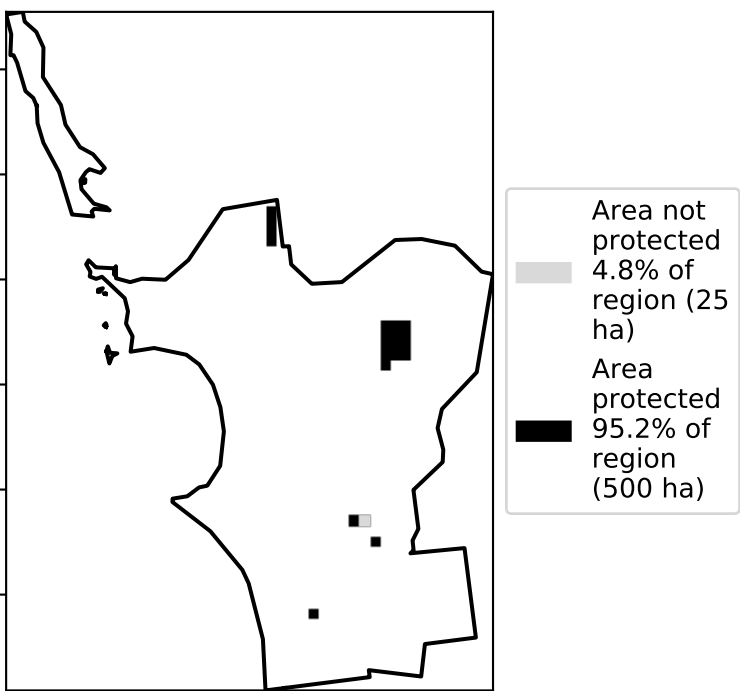 Area not
protected
4.8% of
region (25
ha)
Area
protected
95.2% of
region
(500 ha)